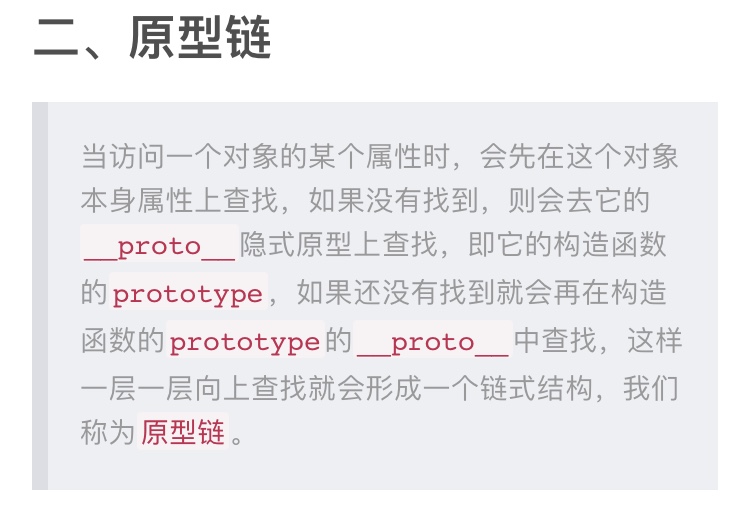 二、原型链
当访问一个对象的某个属性时，会先在这个对象
本身属性上查找，如果没有找到，则会去它的
__proto__隐式原型上查找，即它的构造函数
的prototype，如果还没有找到就会再在构造
函数的prototype的__proto__中查找，这样
一层一层向上查找就会形成一个链式结构，我们
称为原型链。